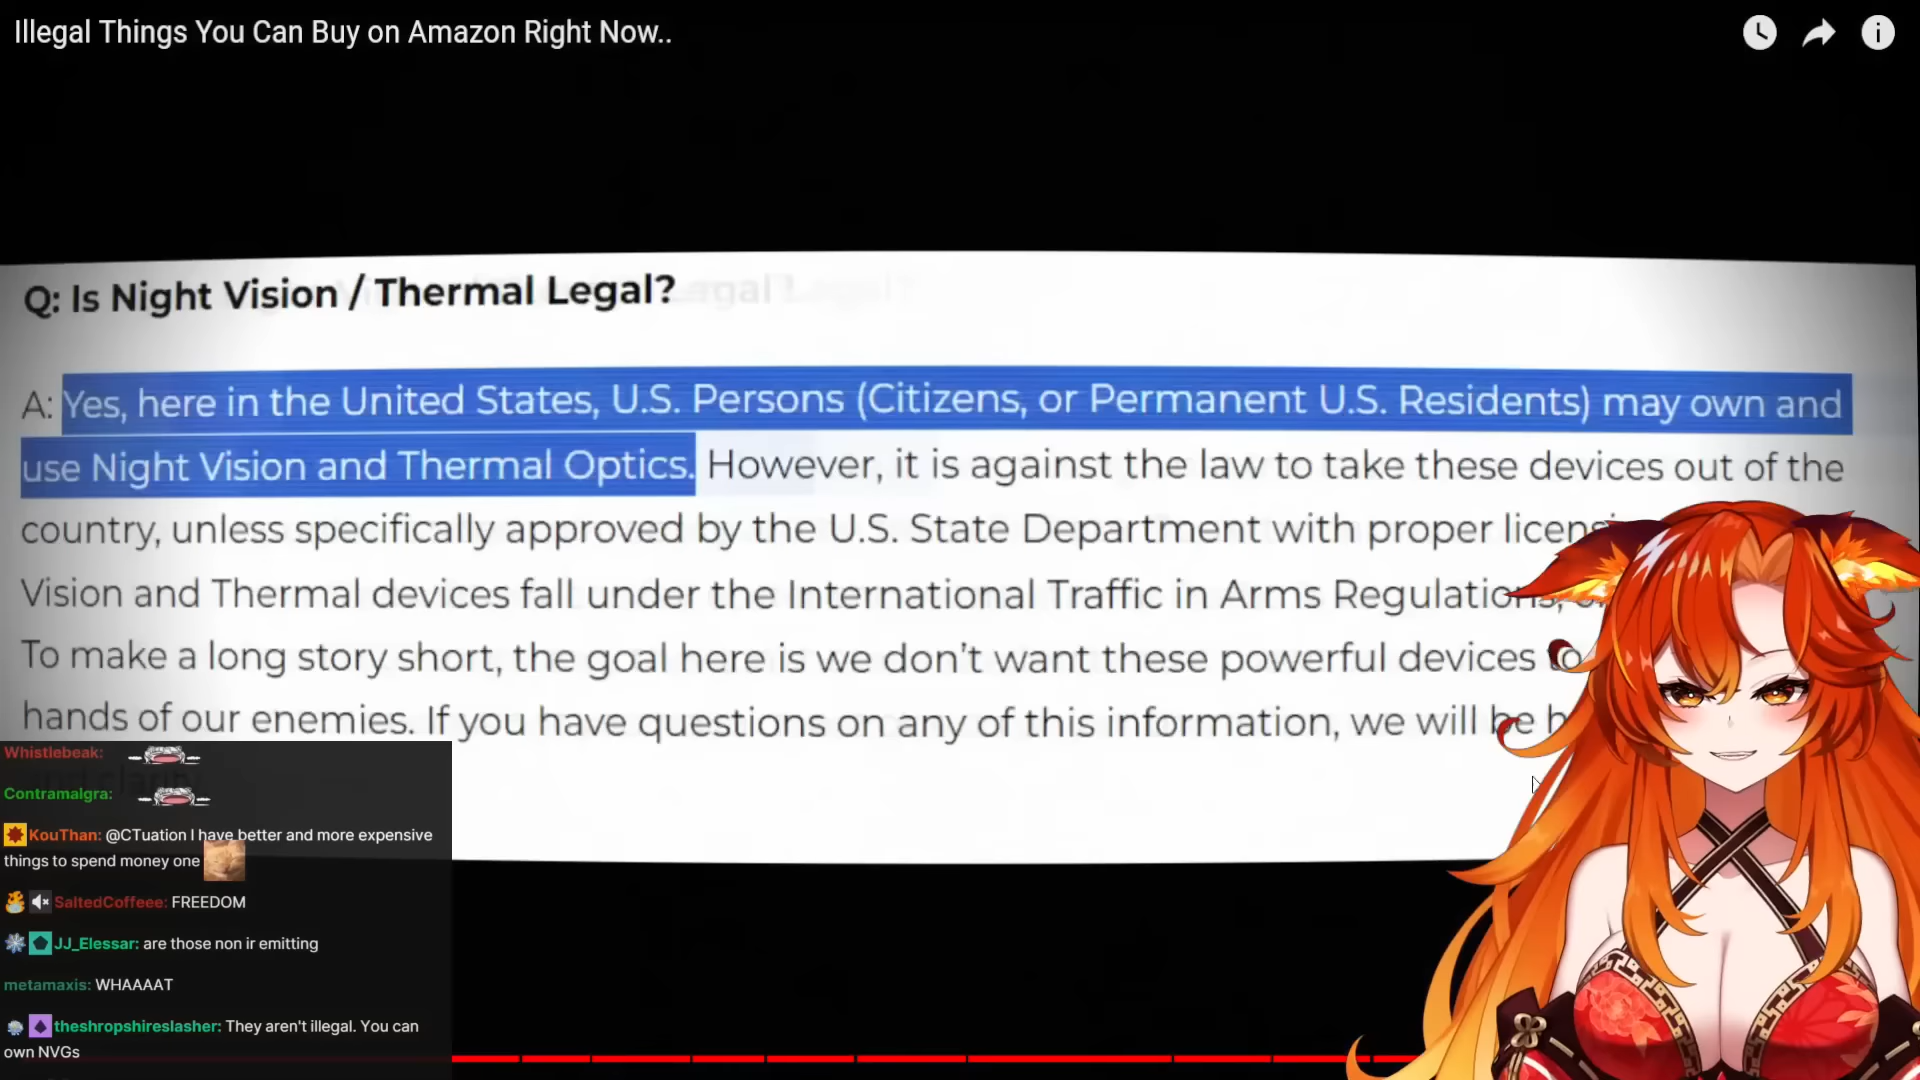 Illegal Things You Can Buy on Amazon Right Now..
Q: Is Night Vision / Thermal Legal?
A: Yes, here in the United States, U.S. Persons (Citizens, or Permanent U.S. Residents) may own and
use Night Vision and Thermal Optics. However, it is against the law to take these devices out of the
country, unless specifically approved by the U.S. State Department with proper
Vision and Thermal devices fall under the International Traffic in Arms Regulations,
To make a long story short, the goal here is we don't want these powerful devices to
hands of our enemies. If you have questions on any of this information, we will be
Whistlebeak:
Contramalgra:
KouThan: @CTuation I have better and more expensive
things to spend money one
SaltedCoffeee: FREEDOM
JJ_Elessar: are those non ir emitting
metamaxis: WHAAAAT
theshropshireslasher: They aren't illegal. You can
own NVGs